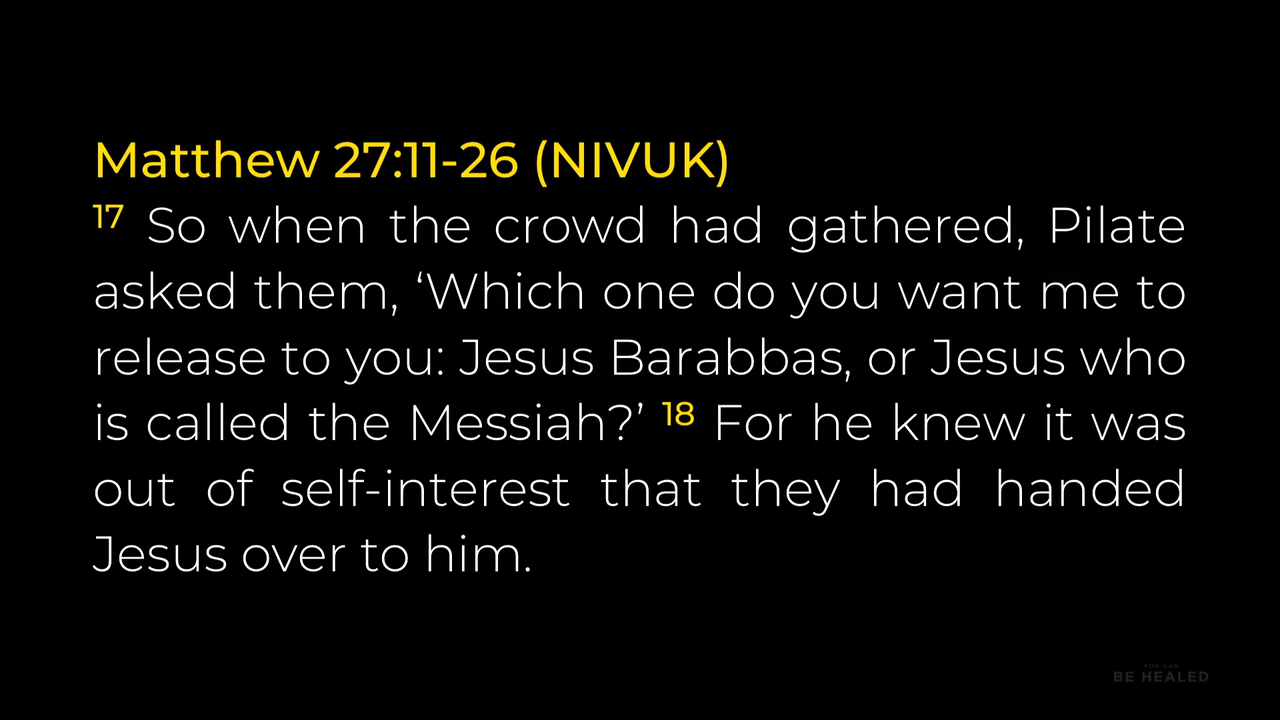 Matthew 27:11-26 (NIVUK)
17 So when the crowd had gathered, Pilate
asked them, ‘Which one do you want me to
release to you: Jesus Barabbas, or Jesus who
is called the Messiah?’ 18 For he knew it was
out of self-interest that they had handed
Jesus over to him.
YOU CAN
BE HEALED